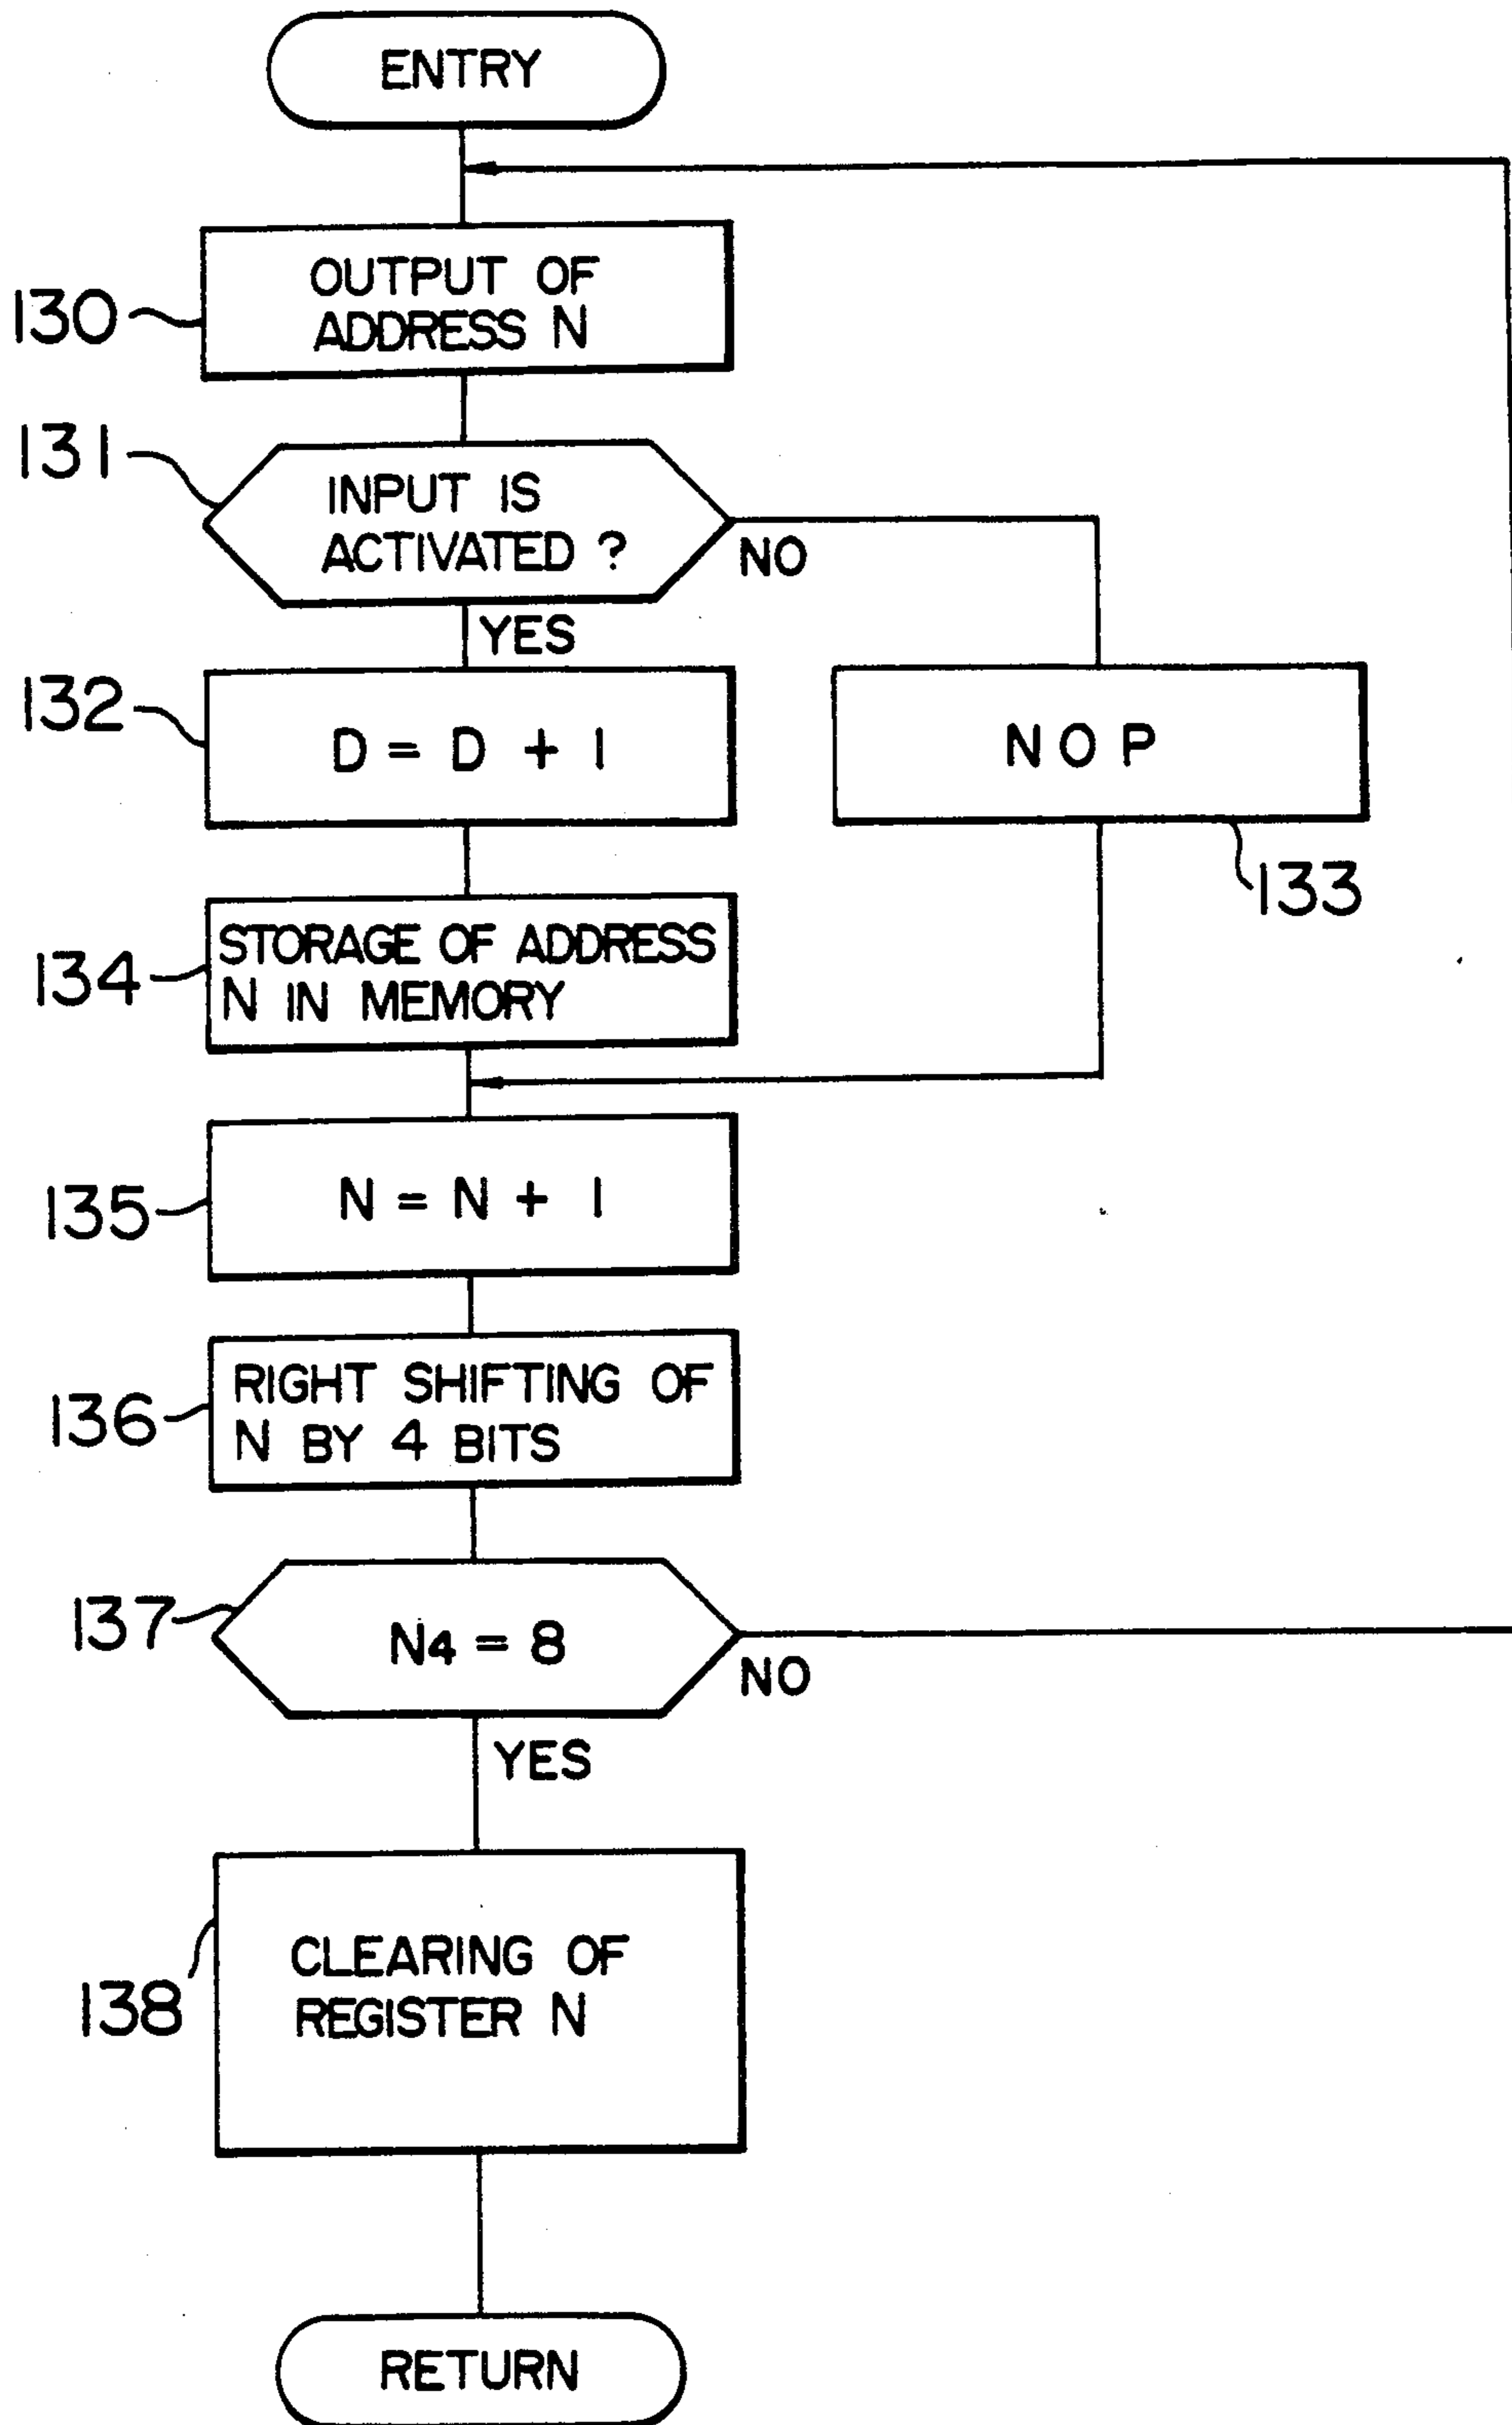 ENTRY
130
OUTPUT OF
ADDRESS N
131
INPUT IS
ACTIVATED ?
NO
YES
132
D = D + 1
NOP
133
134
STORAGE OF ADDRESS
N IN MEMORY
135
N = N + 1
136
RIGHT SHIFTING OF
N BY 4 BITS
137
N4 = 8
NO
YES
138
CLEARING OF
REGISTER N
RETURN